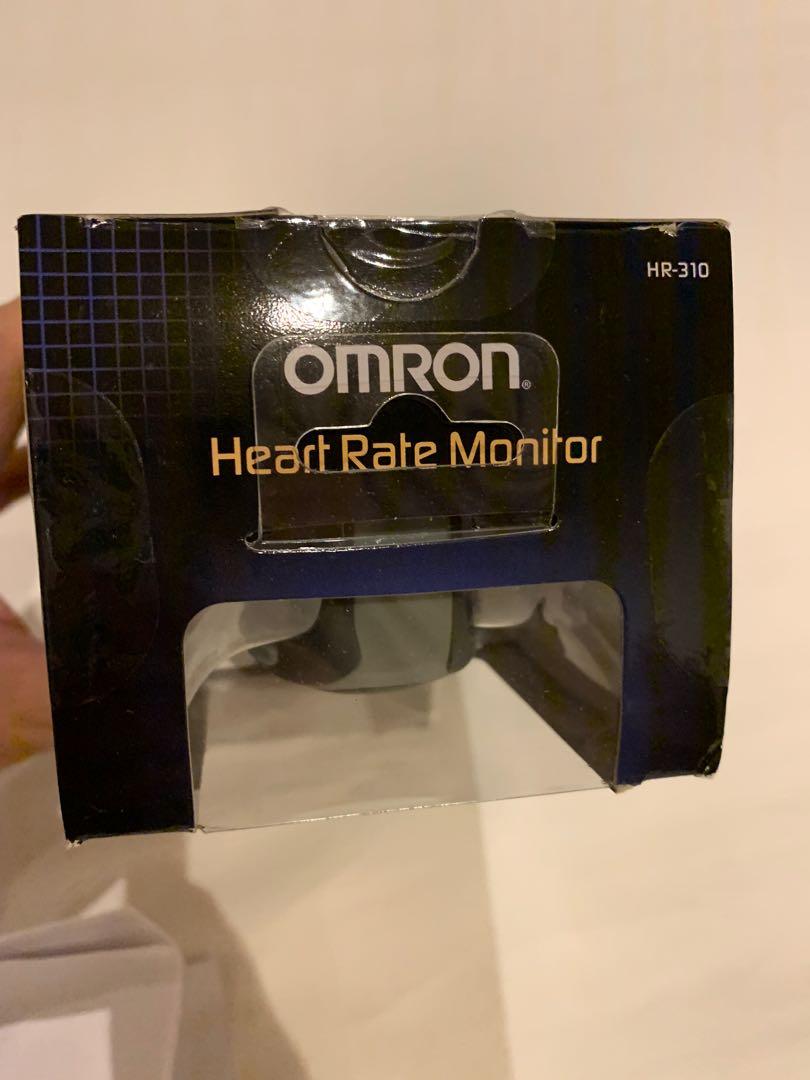 HR-310
OMRON®
Heart Rate Monitor